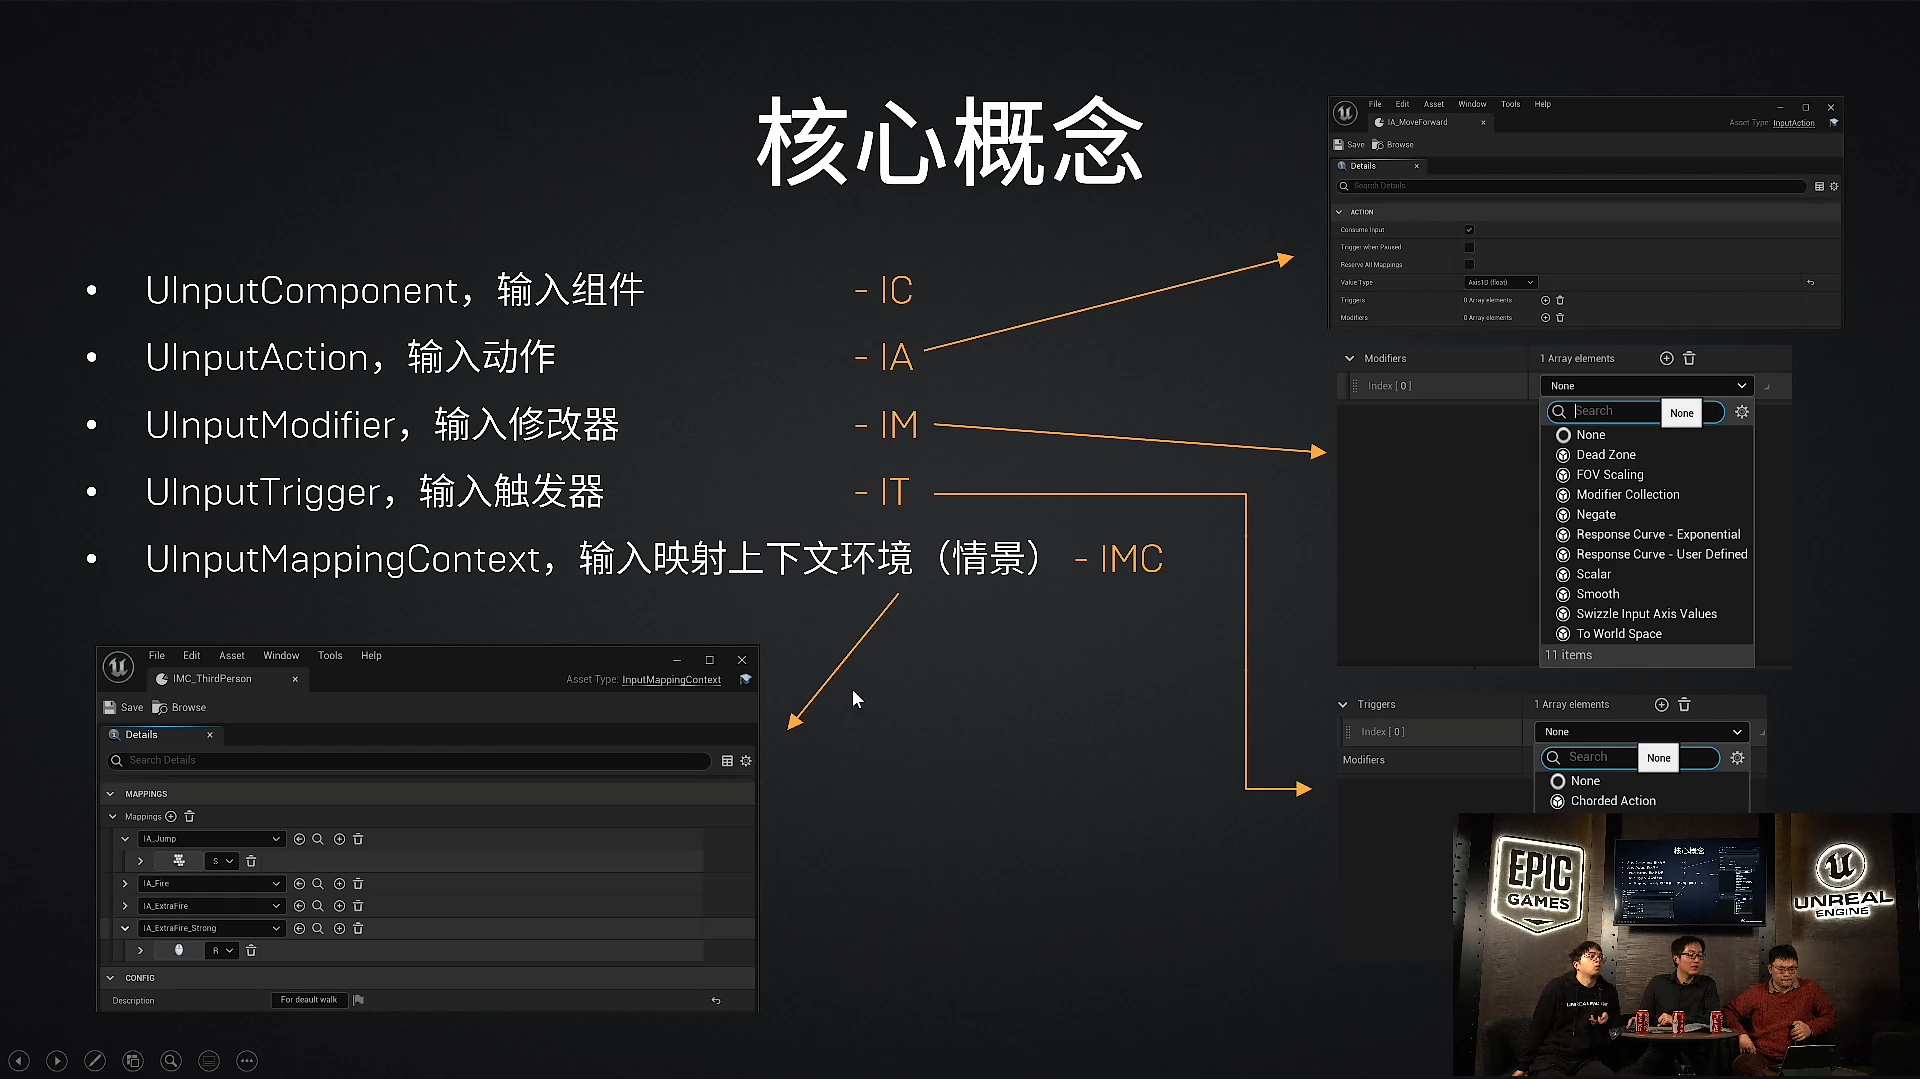 核心概念
• UInputComponent，输入组件 - IC
• UInputAction，输入动作 - IA
• UInputModifier，输入修改器 - IM
• UInputTrigger，输入触发器 - IT
• UInputMappingContext，输入映射上下文环境（情景） - IMC
File Edit Asset Window Tools Help
IA_MoveForward
Asset Type: InputAction
Save Browse
Details
Search Details
ACTION
Consume Input
Trigger when Paused
Reserve All Mappings
Value Type Axis1D (float)
Triggers 0 Array elements
Modifiers 0 Array elements
Modifiers 1 Array elements
Index [ 0 ] None
Search None
None
Dead Zone
FOV Scaling
Modifier Collection
Negate
Response Curve - Exponential
Response Curve - User Defined
Scalar
Smooth
Swizzle Input Axis Values
To World Space
11 items
Triggers 1 Array elements
Index [ 0 ] None
Modifiers
Search None
None
Chorded Action
File Edit Asset Window Tools Help
IMC_ThirdPerson
Asset Type: InputMappingContext
Save Browse
Details
Search Details
MAPPINGS
Mappings
IA_Jump
S
IA_Fire
IA_ExtraFire
IA_ExtraFire_Strong
R
CONFIG
Description For deault walk
EPIC
GAMES
核心概念
UNREAL
ENGINE